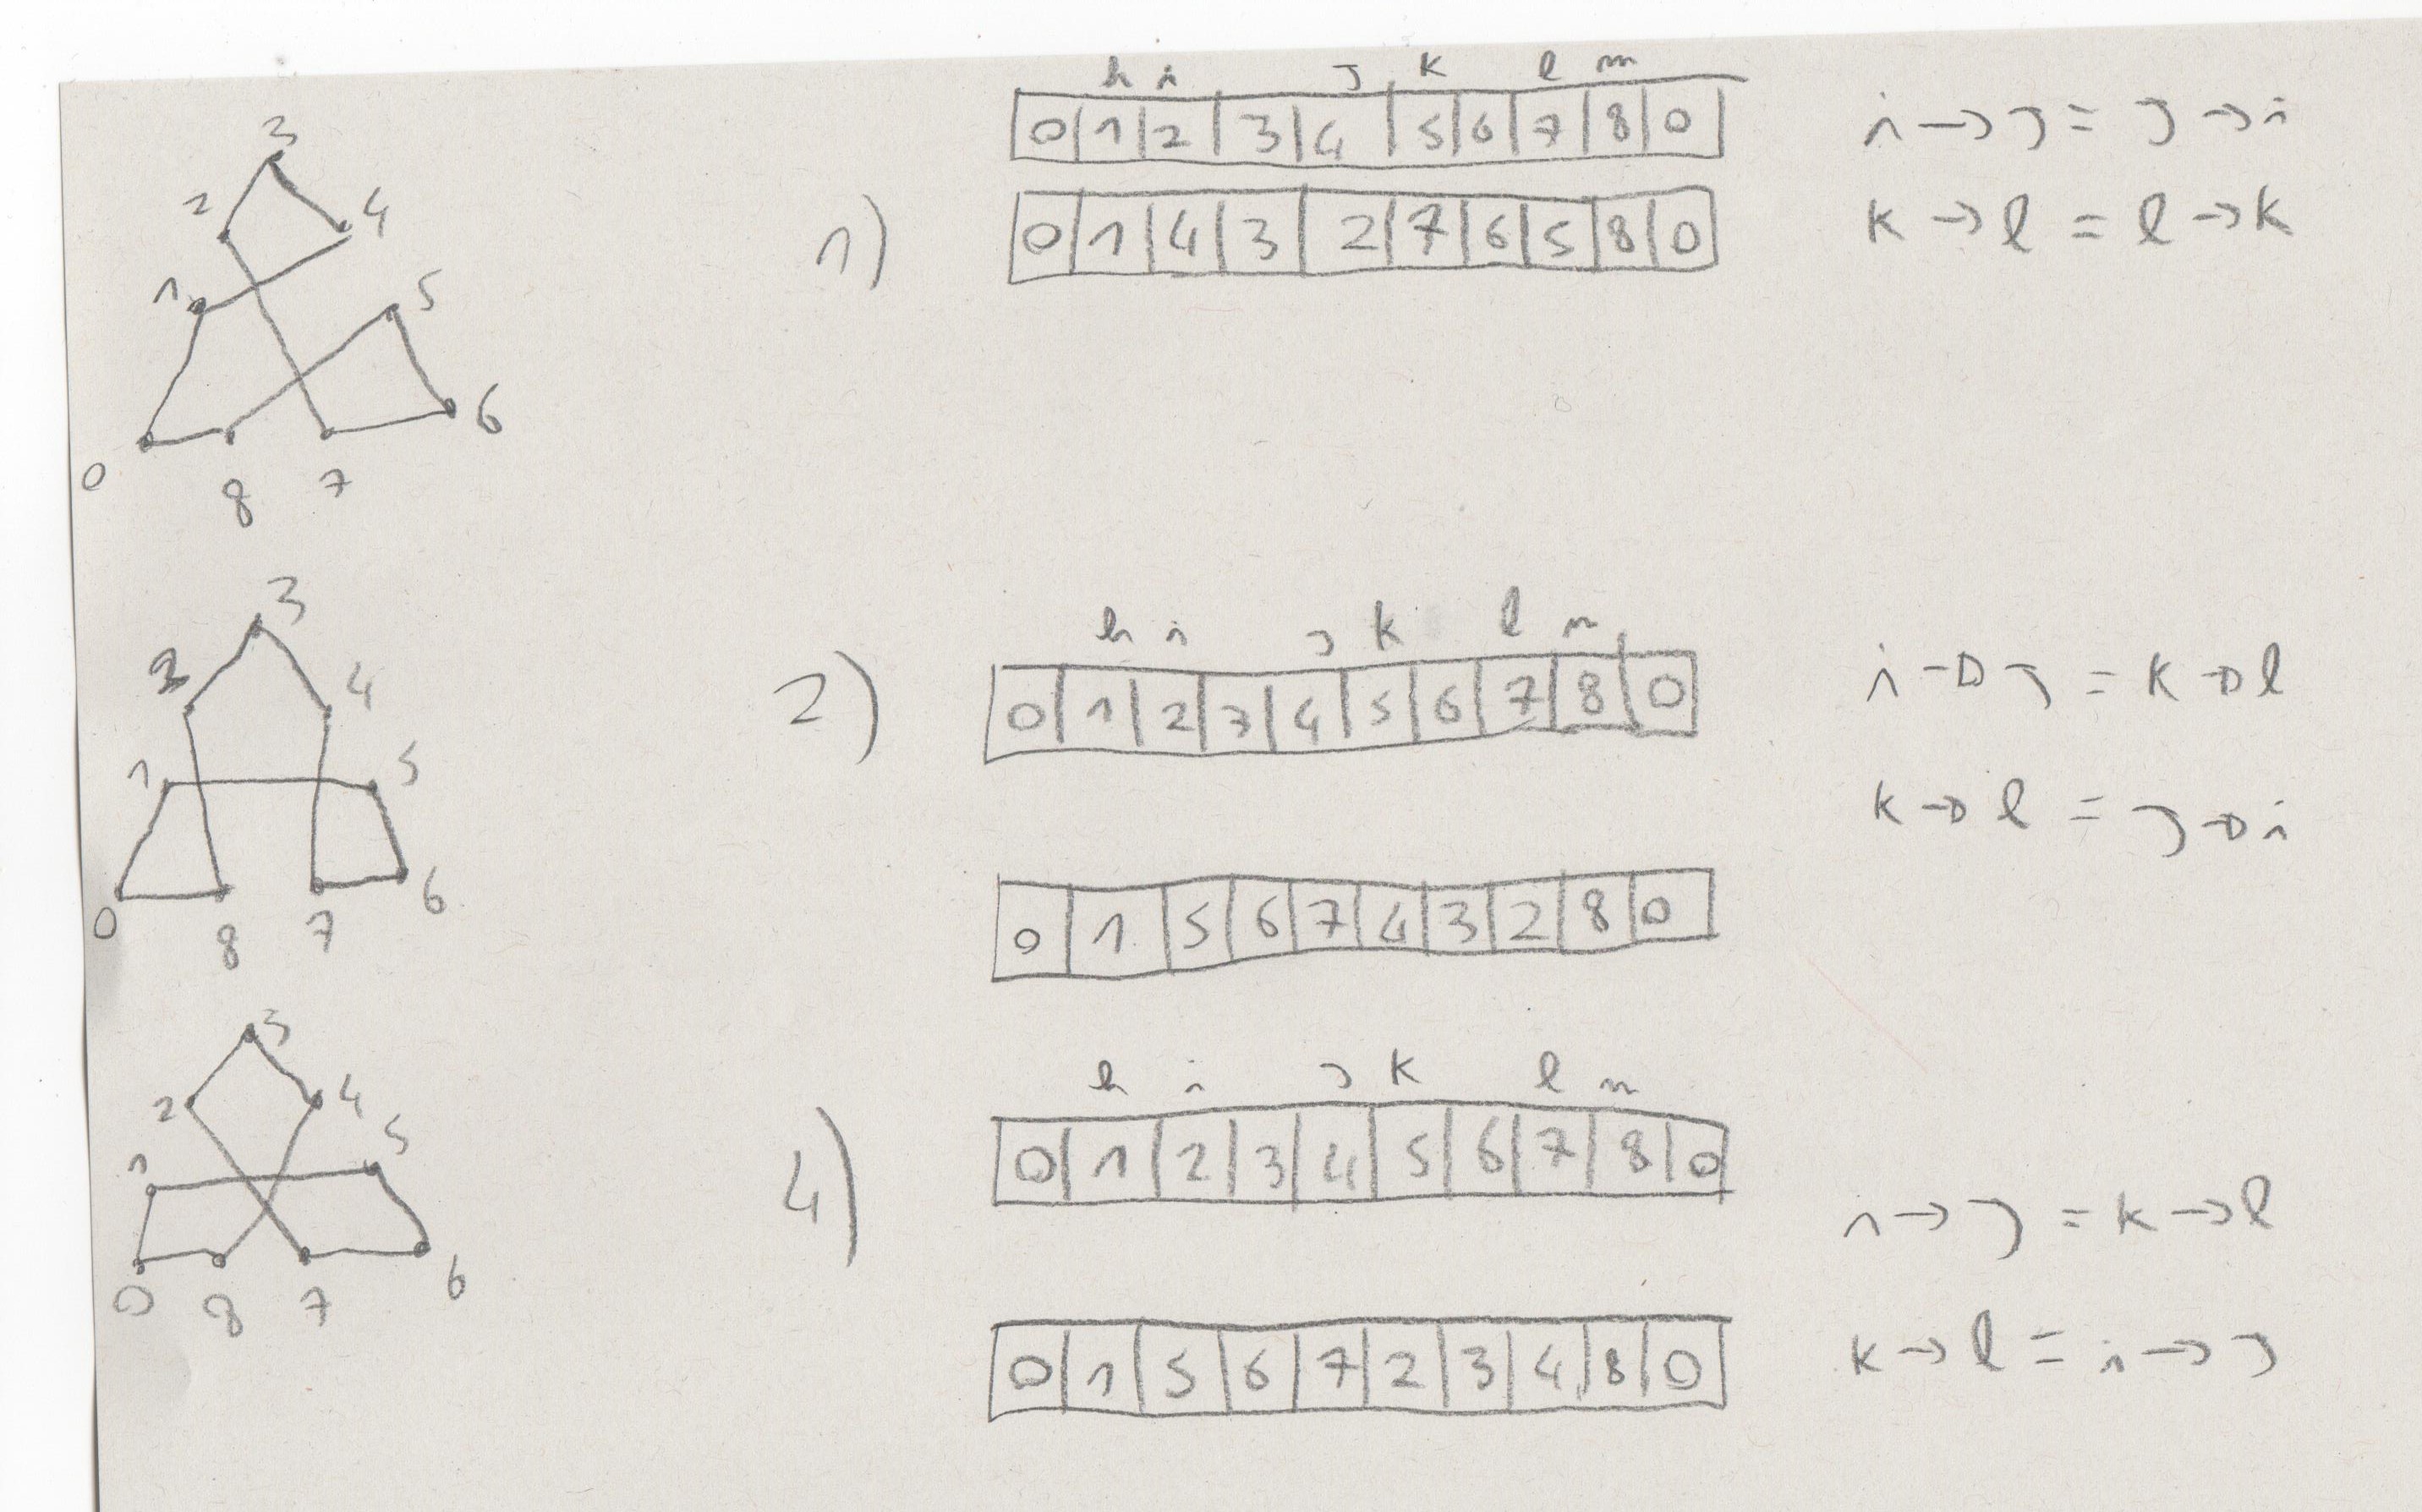 h i j k l m
0 1 2 3 4 5 6 7 8 0
i → j = j → i
1)
0 1 4 3 2 7 6 5 8 0
k → l = l → k
3
2 4
1 5
6
0 8 7
h i j k l m
2)
0 1 2 3 4 5 6 7 8 0
i → j = k → l
k → l = j → i
0 1 5 6 7 4 3 2 8 0
3
2 4
1 5
6
0 8 7
h i j k l m
4)
0 1 2 3 4 5 6 7 8 0
i → j = k → l
0 1 5 6 7 2 3 4 8 0
k → l = i → j
3
2 4
1 5
6
0 8 7